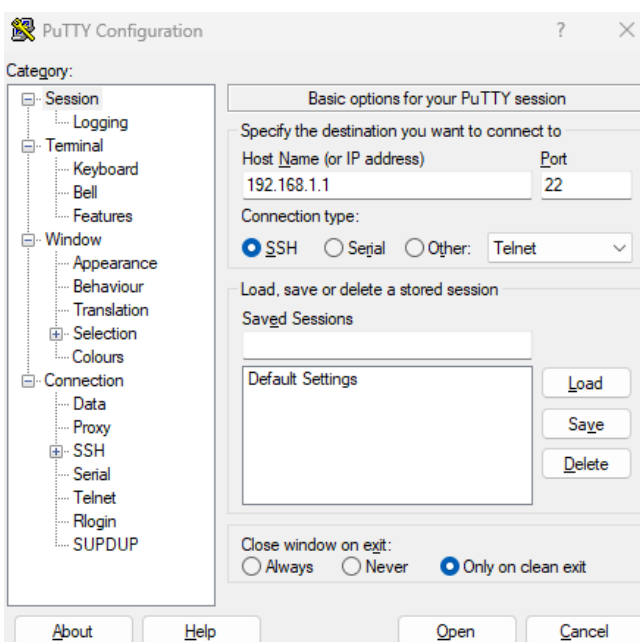 PuTTY Configuration
Category:
Session
Logging
Terminal
Keyboard
Bell
Features
Window
Appearance
Behaviour
Translation
Selection
Colours
Connection
Data
Proxy
SSH
Serial
Telnet
Rlogin
SUPDUP
Basic options for your PuTTY session
Specify the destination you want to connect to
Host Name (or IP address) Port
192.168.1.1 22
Connection type:
SSH Serial Other: Telnet
Load, save or delete a stored session
Saved Sessions
Default Settings
Load
Save
Delete
Close window on exit:
Always Never Only on clean exit
About Help Open Cancel